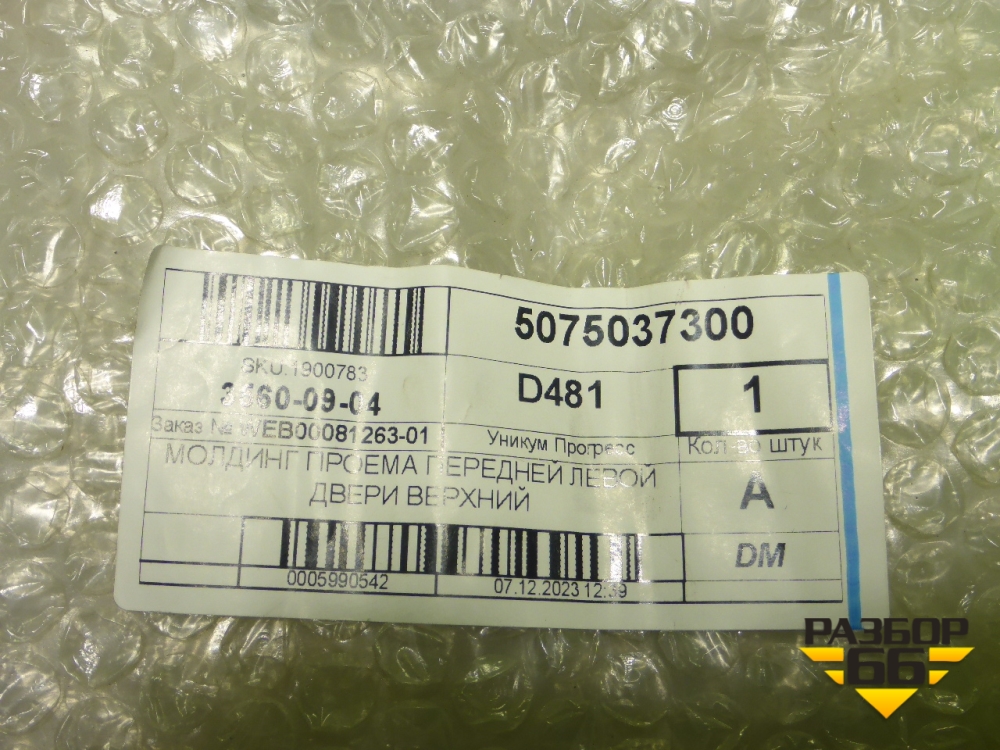 5075037300
SKU:1900783
3560-09-04
D481
1
Заказ № WEB00081263-01
Уникум Прогресс
Кол-во штук
МОЛДИНГ ПРОЕМА ПЕРЕДНЕЙ ЛЕВОЙ
ДВЕРИ ВЕРХНИЙ
A
DM
0005990542
07.12.2023 12:39
РАЗБОР
66